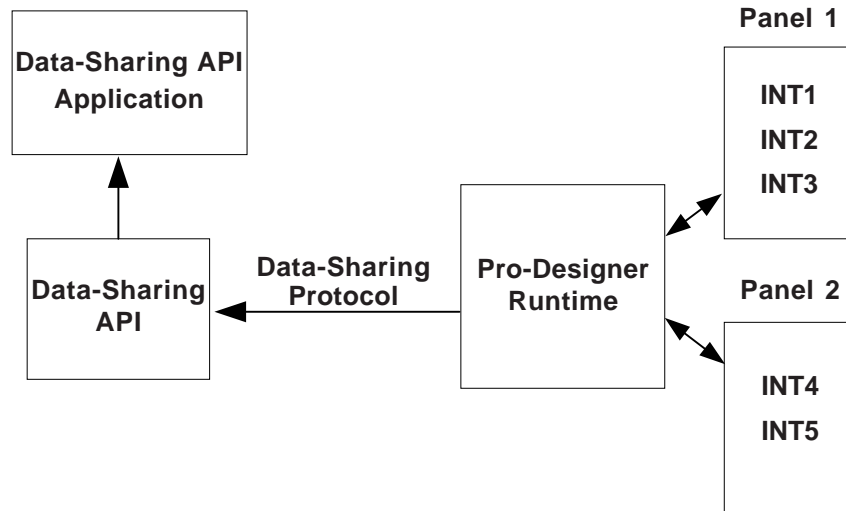 Data-Sharing API
Application
Data-Sharing
API
Data-Sharing
Protocol
Pro-Designer
Runtime
Panel 1
INT1
INT2
INT3
Panel 2
INT4
INT5